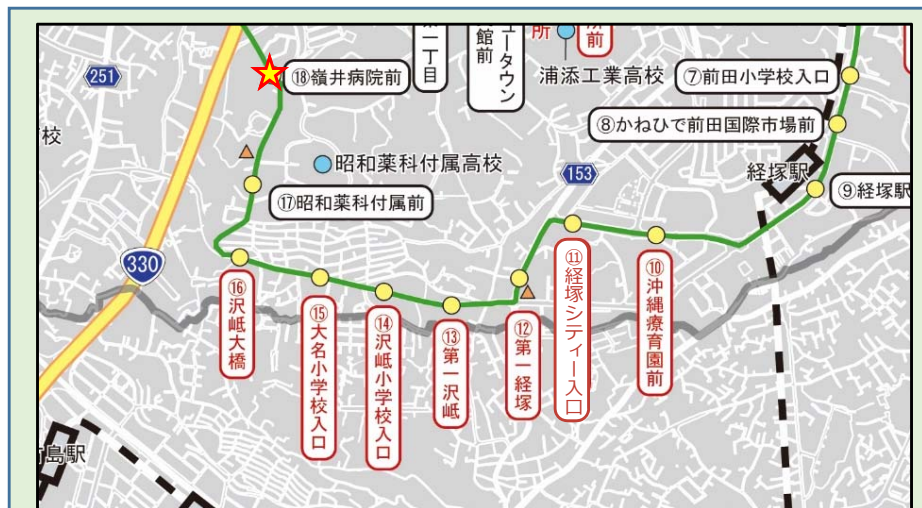 251
⑱嶺井病院前
一丁目
館前
ュータウン
所
前
浦添工業高校
⑦前田小学校入口
⑧かねひで前田国際市場前
経塚駅
⑨経塚駅
校
昭和薬科付属高校
153
⑰昭和薬科付属前
330
⑯沢岻大橋
⑮大名小学校入口
⑭沢岻小学校入口
⑬第一沢岻
⑫第一経塚
⑪経塚シティー入口
⑩沖縄療育園前
島駅